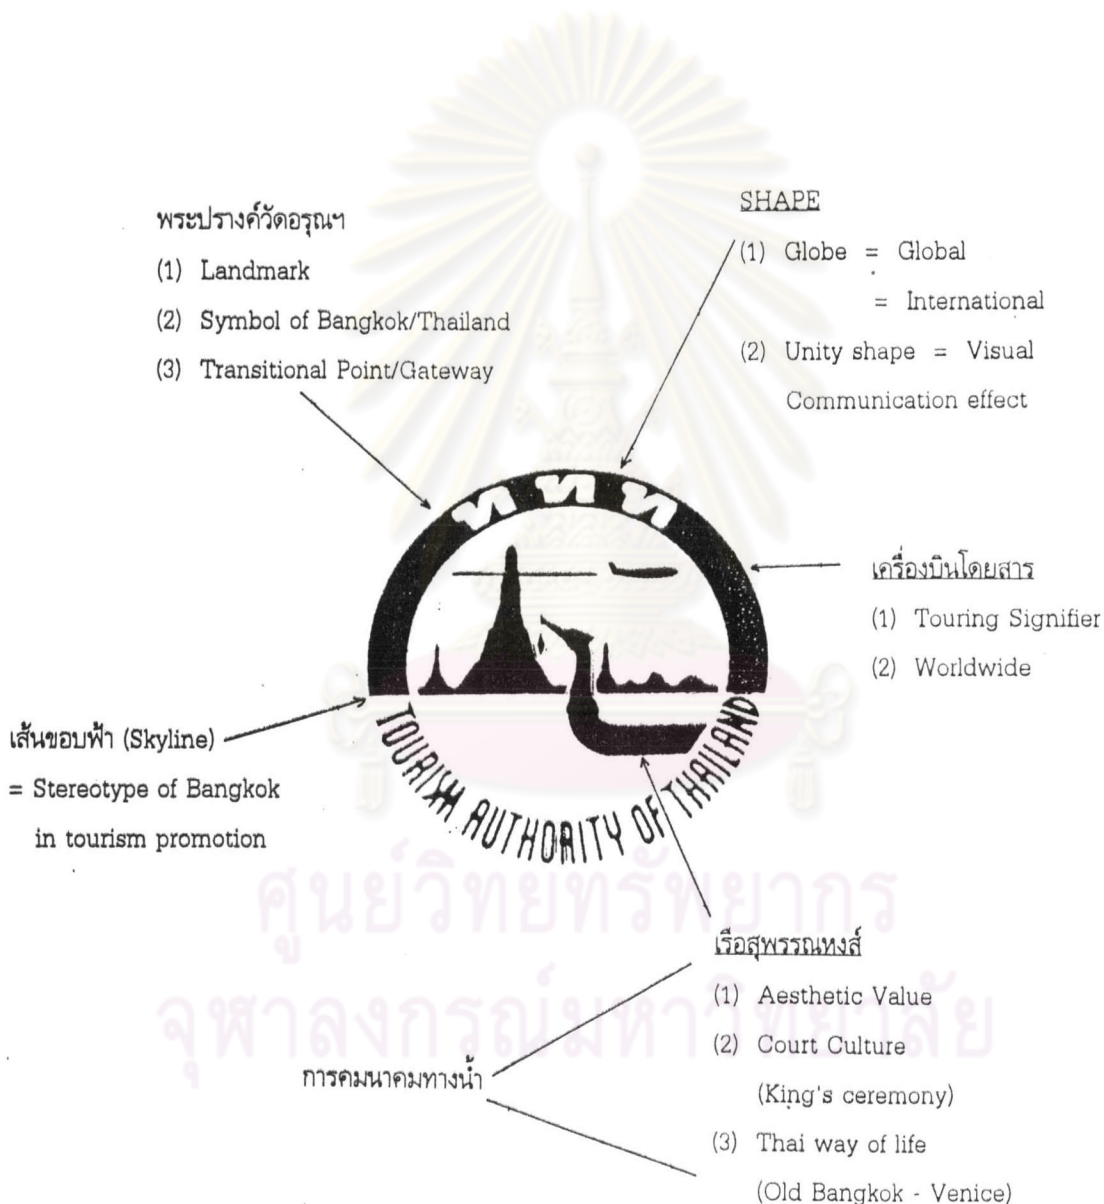 พระปรางค์วัดอรุณฯ
(1) Landmark
(2) Symbol of Bangkok/Thailand
(3) Transitional Point/Gateway
SHAPE
(1) Globe = Global
= International
(2) Unity shape = Visual
Communication effect
ท ท ท
เครื่องบินโดยสาร
(1) Touring Signifier
(2) Worldwide
เส้นขอบฟ้า (Skyline)
= Stereotype of Bangkok
in tourism promotion
TOURISM AUTHORITY OF THAILAND
ศูนย์วิทยทรัพยากร
จุฬาลงกรณ์มหาวิทยาลัย
เรือสุพรรณหงส์
(1) Aesthetic Value
(2) Court Culture
(King's ceremony)
(3) Thai way of life
(Old Bangkok - Venice)
การคมนาคมทางน้ำ